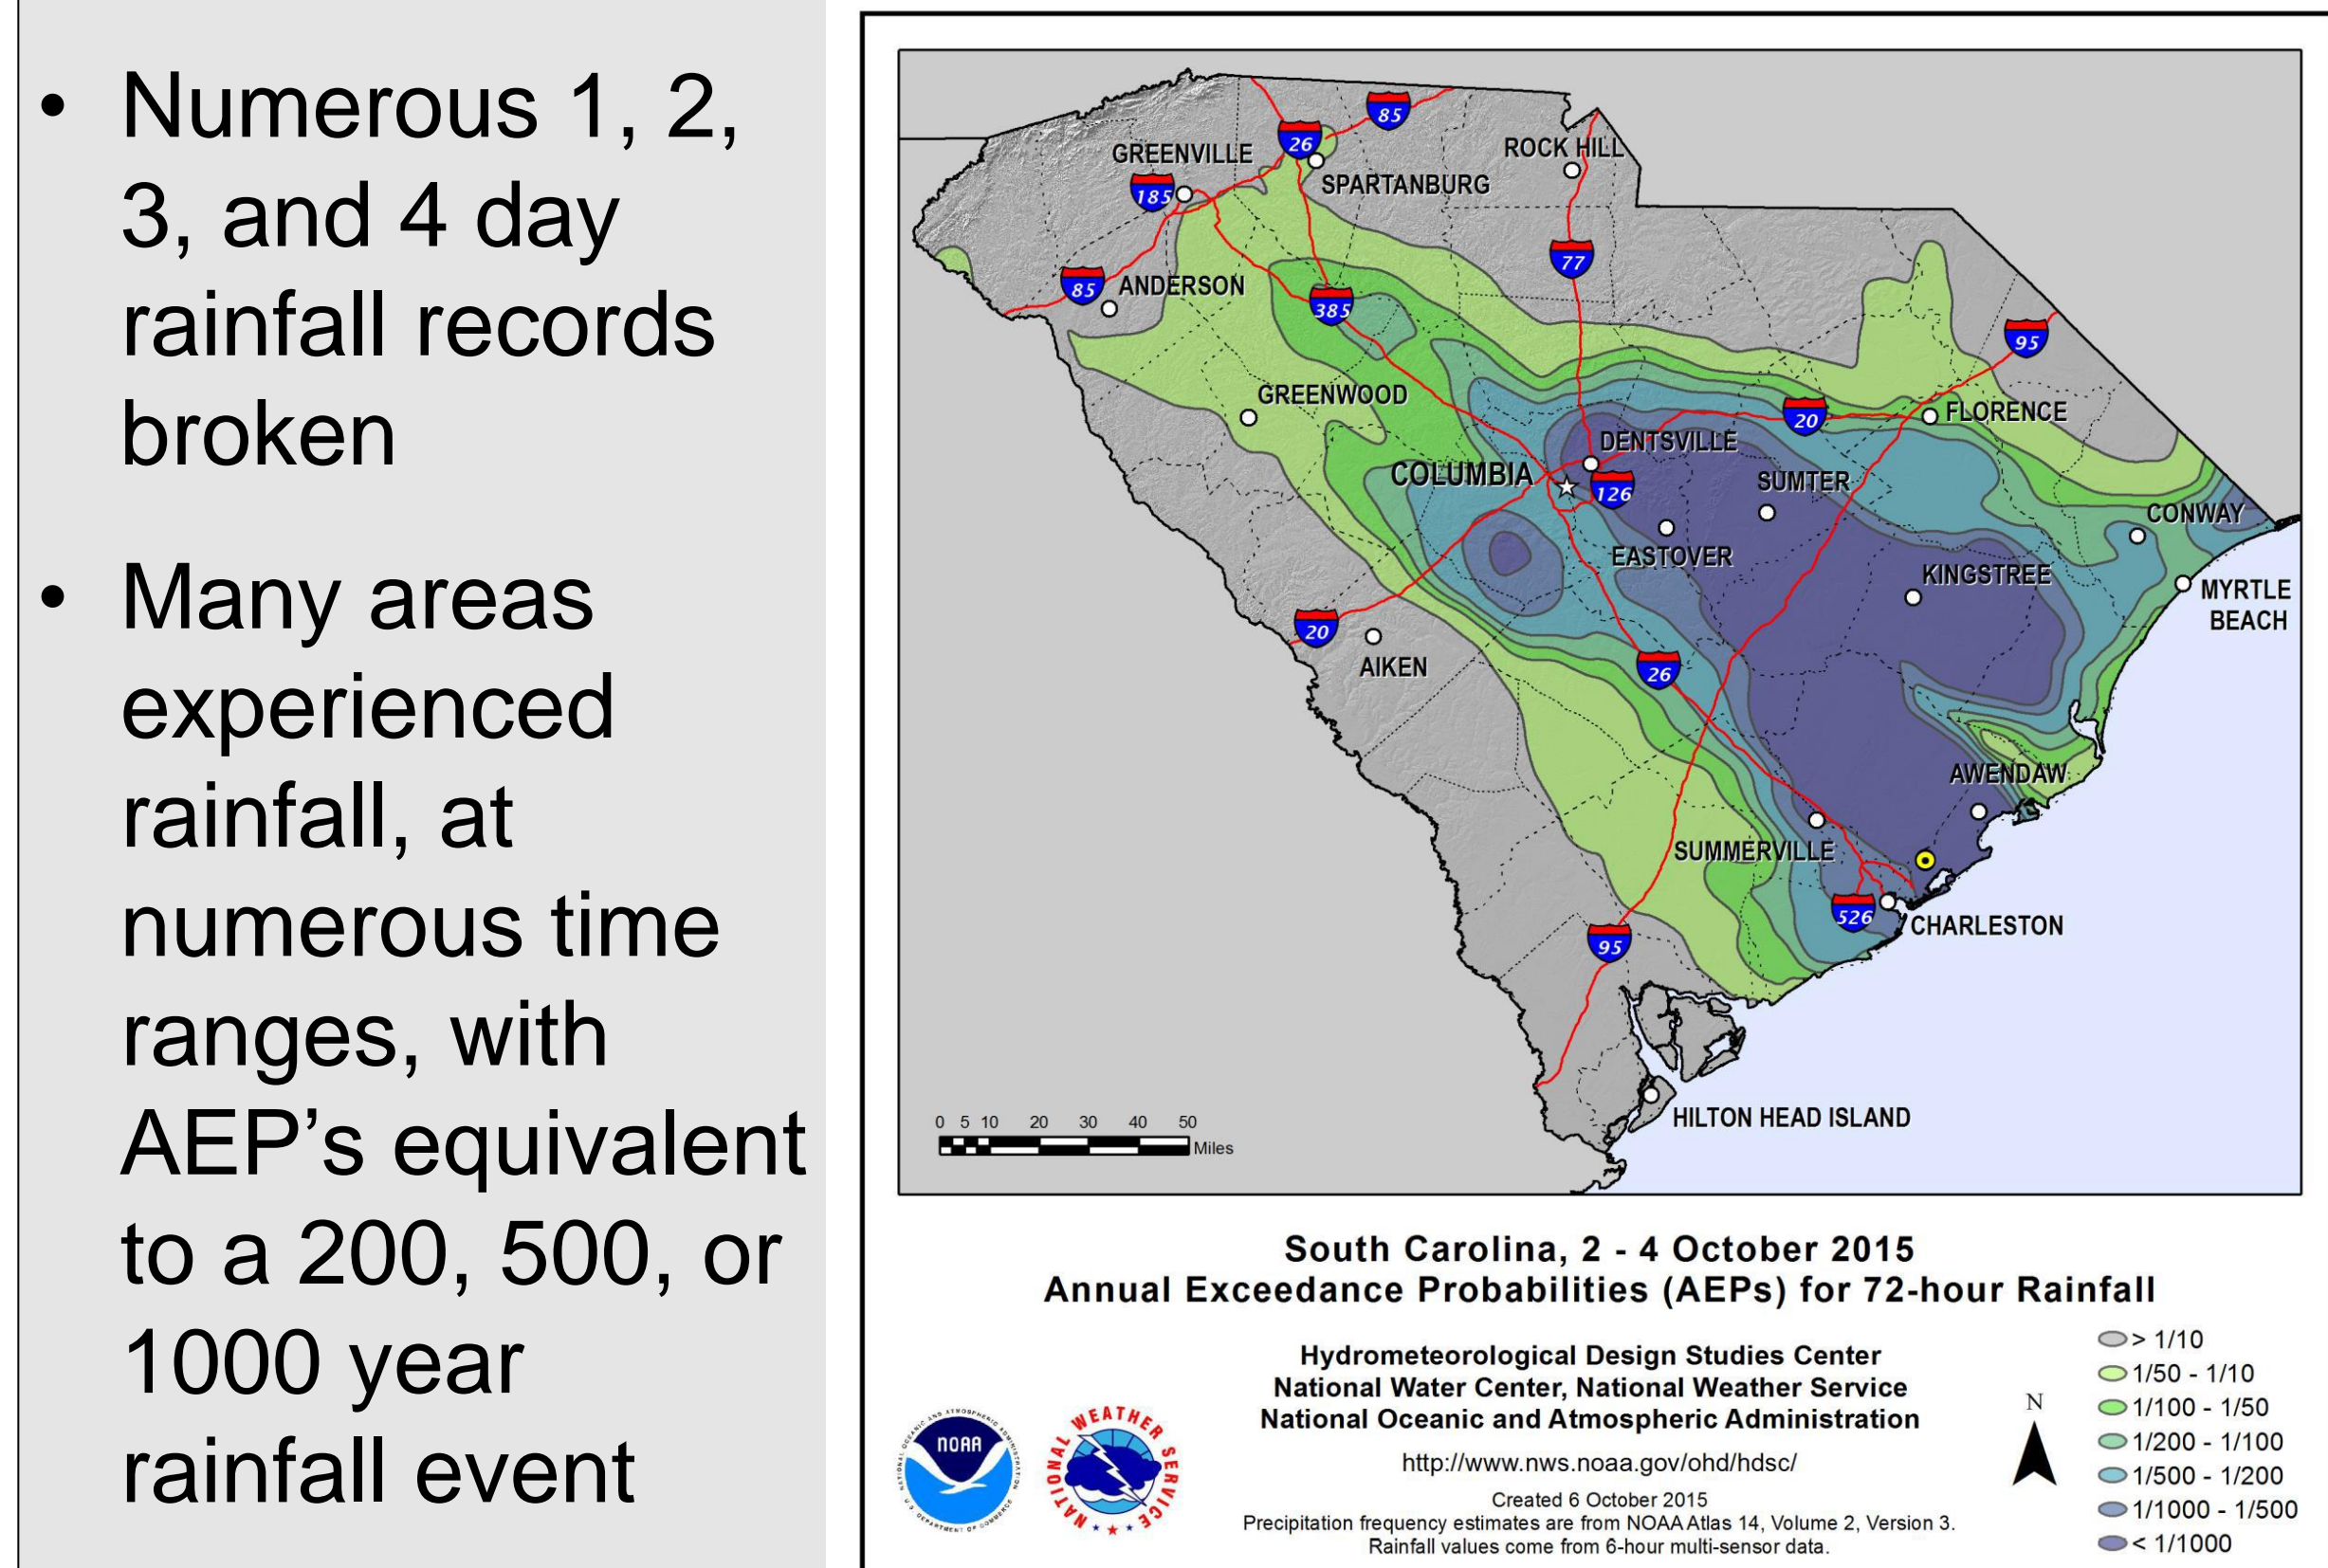 • Numerous 1, 2,
3, and 4 day
rainfall records
broken
• Many areas
experienced
rainfall, at
numerous time
ranges, with
AEP’s equivalent
to a 200, 500, or
1000 year
rainfall event
85
26
ROCK HILL
GREENVILLE
185
SPARTANBURG
77
85
ANDERSON
385
95
GREENWOOD
20
FLORENCE
DENTSVILLE
COLUMBIA
126
SUMTER
CONWAY
EASTOVER
KINGSTREE
MYRTLE
BEACH
20
AIKEN
26
AWENDAW
SUMMERVILLE
526
CHARLESTON
95
HILTON HEAD ISLAND
0 5 10 20 30 40 50
Miles
South Carolina, 2 - 4 October 2015
Annual Exceedance Probabilities (AEPs) for 72-hour Rainfall
Hydrometeorological Design Studies Center
National Water Center, National Weather Service
National Oceanic and Atmospheric Administration
http://www.nws.noaa.gov/ohd/hdsc/
Created 6 October 2015
Precipitation frequency estimates are from NOAA Atlas 14, Volume 2, Version 3.
Rainfall values come from 6-hour multi-sensor data.
NATIONAL OCEANIC AND ATMOSPHERIC ADMINISTRATION
NOAA
U.S. DEPARTMENT OF COMMERCE
NATIONAL WEATHER SERVICE
N
> 1/10
1/50 - 1/10
1/100 - 1/50
1/200 - 1/100
1/500 - 1/200
1/1000 - 1/500
< 1/1000